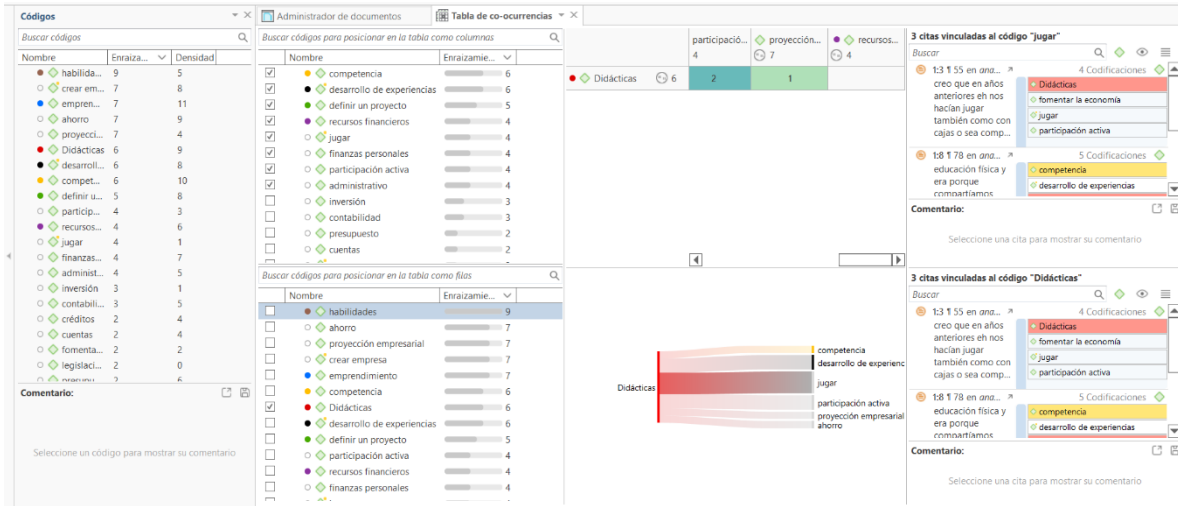 Códigos
Buscar códigos
Nombre Enraiza... Densidad
habilida... 9 5
crear em... 7 8
empren... 7 11
ahorro 7 9
proyecci... 7 4
Didácticas 6 9
desarroll... 6 8
compet... 6 10
definir u... 5 8
particip... 4 3
recursos... 4 6
jugar 4 1
finanzas... 4 7
administ... 4 5
inversión 3 1
contabili... 3 5
créditos 2 4
cuentas 2 4
fomenta... 2 2
legislaci... 2 0
presupu... 2 6
Comentario:
Seleccione un código para mostrar su comentario
Administrador de documentos
Tabla de co-ocurrencias
Buscar códigos para posicionar en la tabla como columnas
Nombre Enraizamie...
competencia 6
desarrollo de experiencias 6
definir un proyecto 5
recursos financieros 4
jugar 4
finanzas personales 4
participación activa 4
administrativo 4
inversión 3
contabilidad 3
presupuesto 2
cuentas 2
Buscar códigos para posicionar en la tabla como filas
Nombre Enraizamie...
habilidades 9
ahorro 7
proyección empresarial 7
crear empresa 7
emprendimiento 7
competencia 6
Didácticas 6
desarrollo de experiencias 6
definir un proyecto 5
participación activa 4
recursos financieros 4
finanzas personales 4
participació... proyección... recursos...
4 7 4
Didácticas 6 2 1
Didácticas
competencia
desarrollo de experienc
jugar
participación activa
proyección empresarial
ahorro
3 citas vinculadas al código "jugar"
Buscar
1:3 ¶ 55 en ana... 4 Codificaciones
creo que en años
anteriores eh nos
hacían jugar
también como con
cajas o sea comp...
Didácticas
fomentar la economía
jugar
participación activa
1:8 ¶ 78 en ana... 5 Codificaciones
educación física y
era porque
compartíamos
competencia
desarrollo de experiencias
Comentario:
Seleccione una cita para mostrar su comentario
3 citas vinculadas al código "Didácticas"
Buscar
1:3 ¶ 55 en ana... 4 Codificaciones
creo que en años
anteriores eh nos
hacían jugar
también como con
cajas o sea comp...
Didácticas
fomentar la economía
jugar
participación activa
1:8 ¶ 78 en ana... 5 Codificaciones
educación física y
era porque
compartíamos
competencia
desarrollo de experiencias
Comentario:
Seleccione una cita para mostrar su comentario